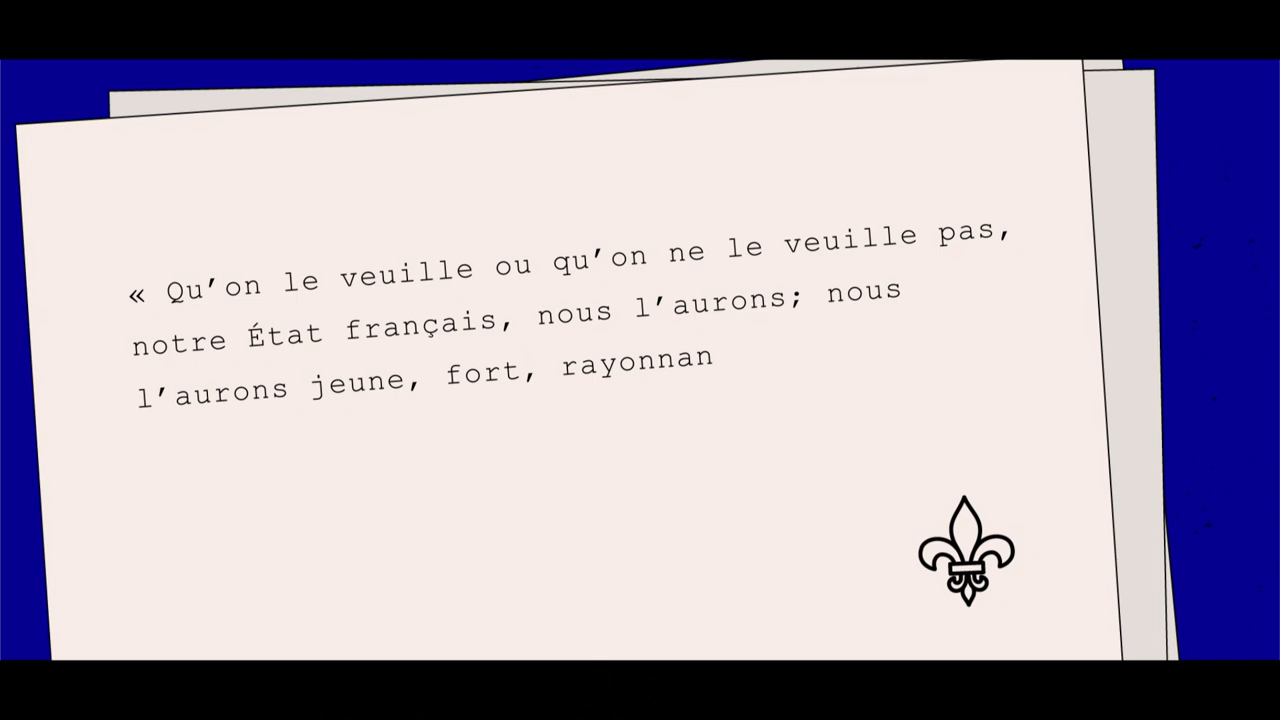 « Qu’on le veuille ou qu’on ne le veuille pas,
notre État français, nous l’aurons; nous
l’aurons jeune, fort, rayonnan